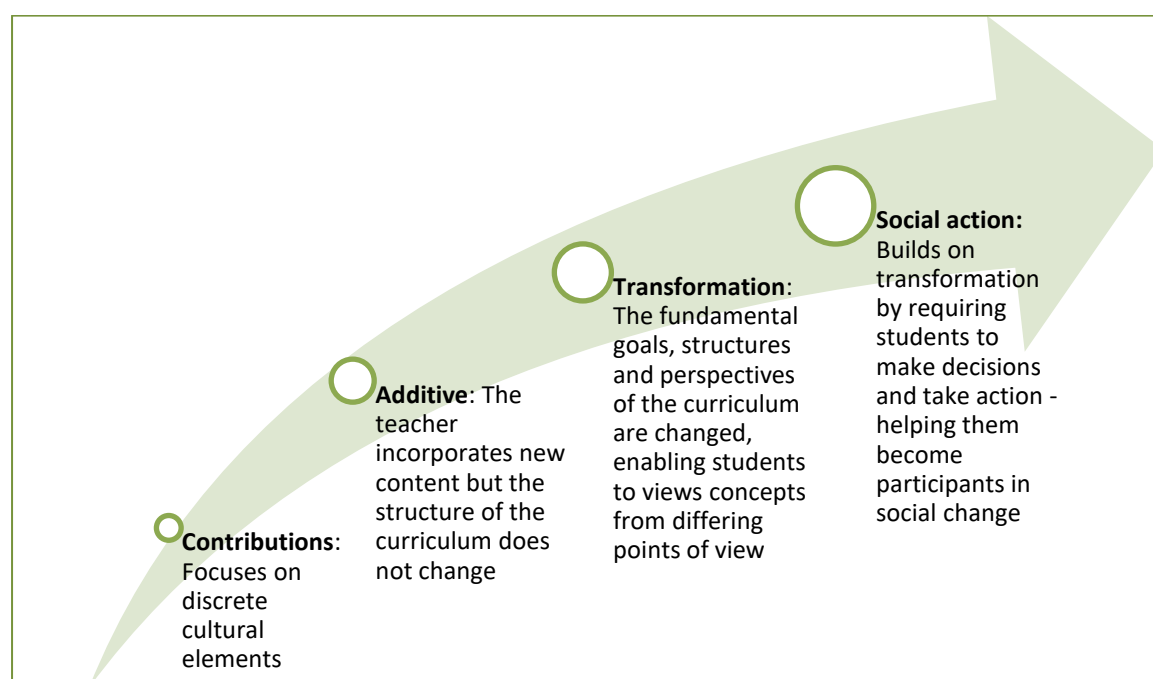 Contributions:
Focuses on
discrete
cultural
elements
Additive: The
teacher
incorporates new
content but the
structure of the
curriculum does
not change
Transformation:
The fundamental
goals, structures
and perspectives
of the curriculum
are changed,
enabling students
to views concepts
from differing
points of view
Social action:
Builds on
transformation
by requiring
students to
make decisions
and take action -
helping them
become
participants in
social change